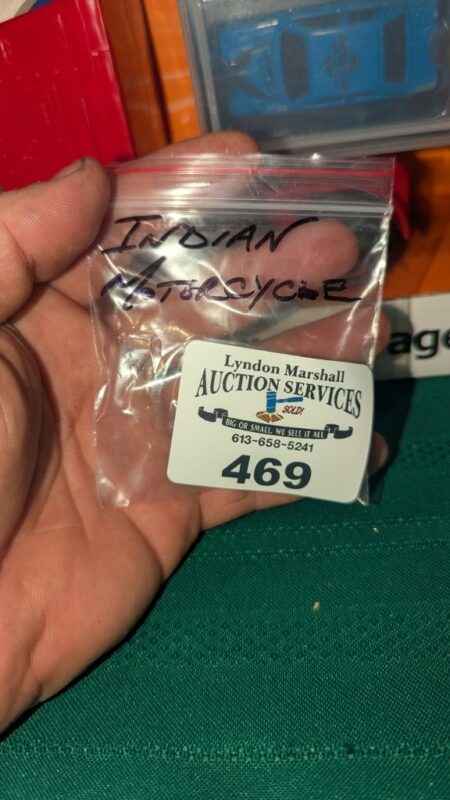 INDIAN
MOTORCYCLE
Lyndon Marshall
AUCTION SERVICES
SOLD!
BIG OR SMALL, WE SELL IT ALL
613-658-5241
469
age